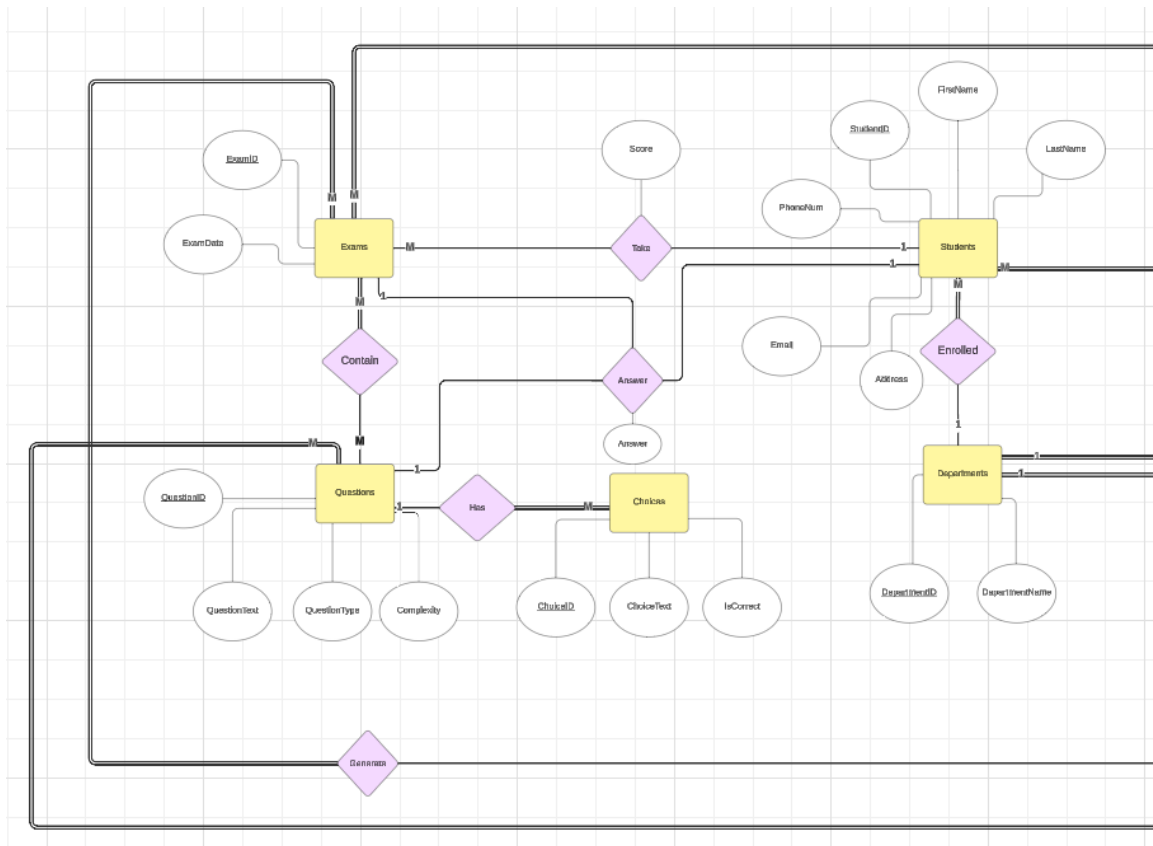 FirstName
StudentID
Score
LastName
ExamID
M
M
PhoneNum
ExamDate
Exams
M
Take
1
Students
1
M
M
1
M
Email
Enrolled
Contain
Answer
Address
1
M
M
Answer
1
1
Departments
1
Questions
QuestionID
1
Has
M
Choices
QuestionText
QuestionType
Complexity
ChoiceID
ChoiceText
IsCorrect
DepartmentID
DepartmentName
Generate